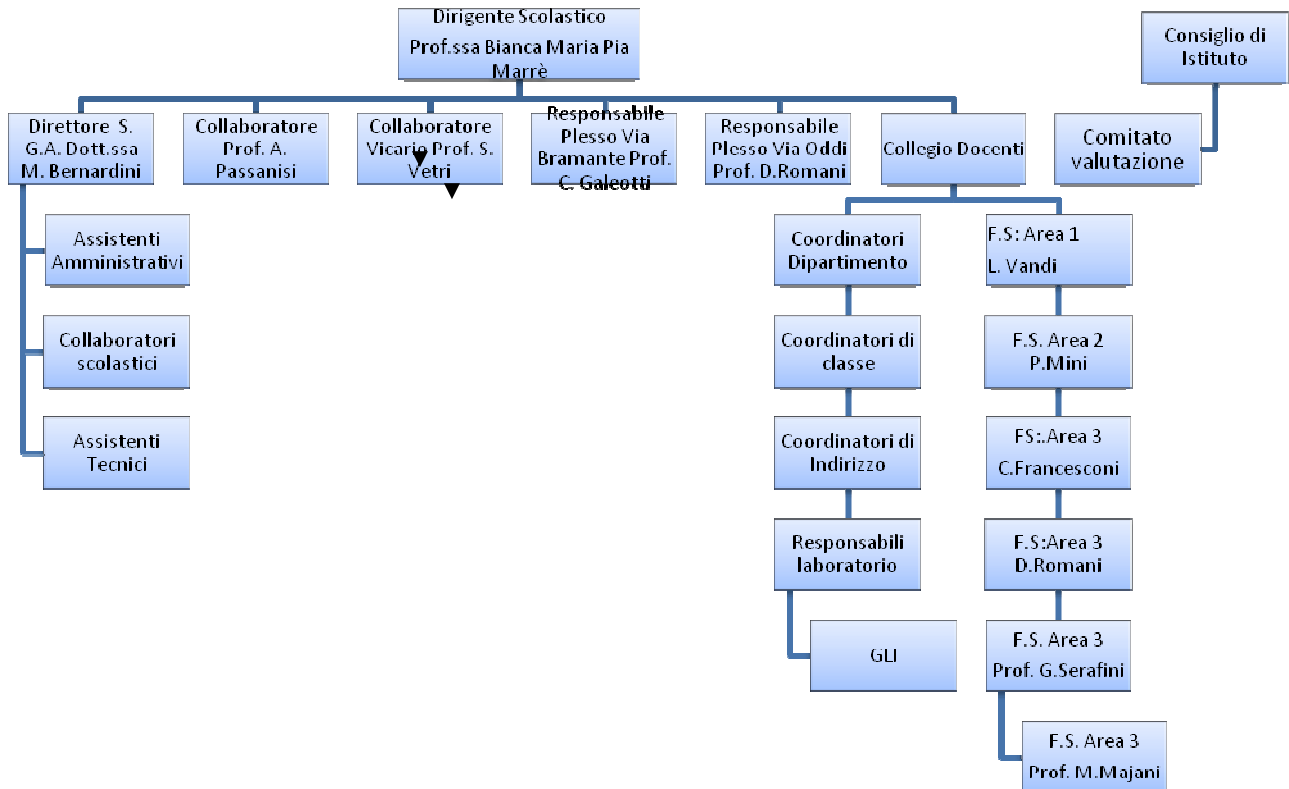 Dirigente Scolastico
Prof.ssa Bianca Maria Pia
Marrè
Consiglio di
Istituto
Direttore S.
G.A. Dott.ssa
M. Bernardini
Collaboratore
Prof. A.
Passanisi
Collaboratore
Vicario Prof. S.
Vetri
Responsabile
Plesso Via
Bramante Prof.
C. Galeotti
Responsabile
Plesso Via Oddi
Prof. D.Romani
Collegio Docenti
Comitato
valutazione
Assistenti
Amministrativi
Collaboratori
scolastici
Assistenti
Tecnici
Coordinatori
Dipartimento
Coordinatori di
classe
Coordinatori di
Indirizzo
Responsabili
laboratorio
GLI
F.S: Area 1
L. Vandi
F.S. Area 2
P.Mini
FS:.Area 3
C.Francesconi
F.S:Area 3
D.Romani
F.S. Area 3
Prof. G.Serafini
F.S. Area 3
Prof. M.Majani